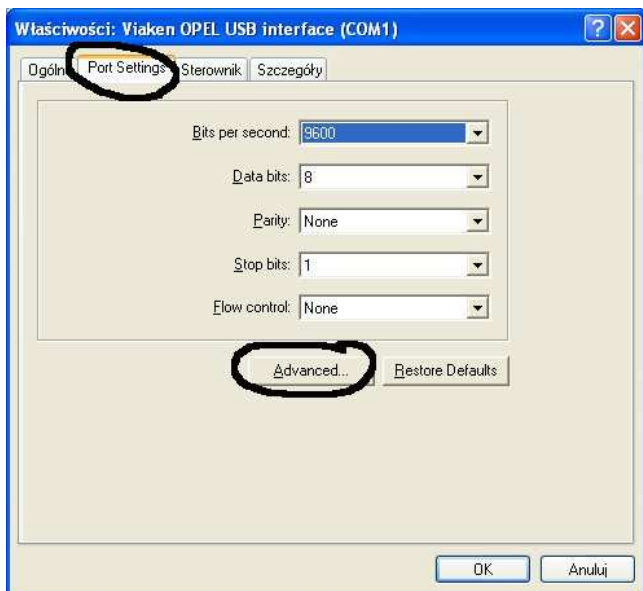 Właściwości: Viaken OPEL USB interface (COM1)
Ogóln Port Settings Sterownik Szczegóły
Bits per second: 9600
Data bits: 8
Parity: None
Stop bits: 1
Flow control: None
Advanced... Restore Defaults
OK Anuluj